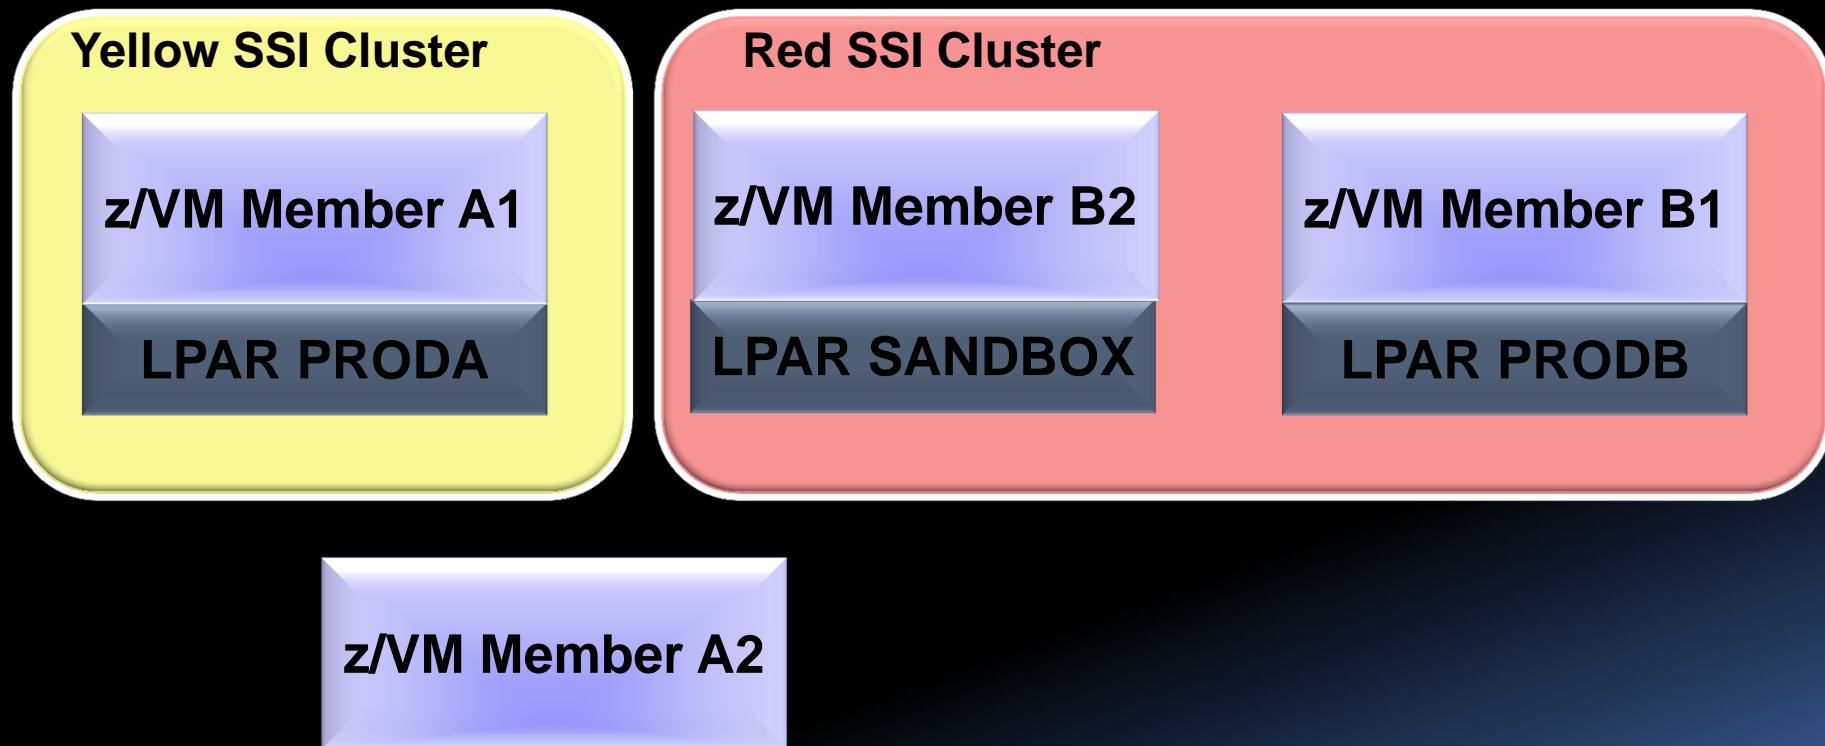 Yellow SSI Cluster
Red SSI Cluster
z/VM Member A1
z/VM Member B2
z/VM Member B1
LPAR PRODA
LPAR SANDBOX
LPAR PRODB
z/VM Member A2